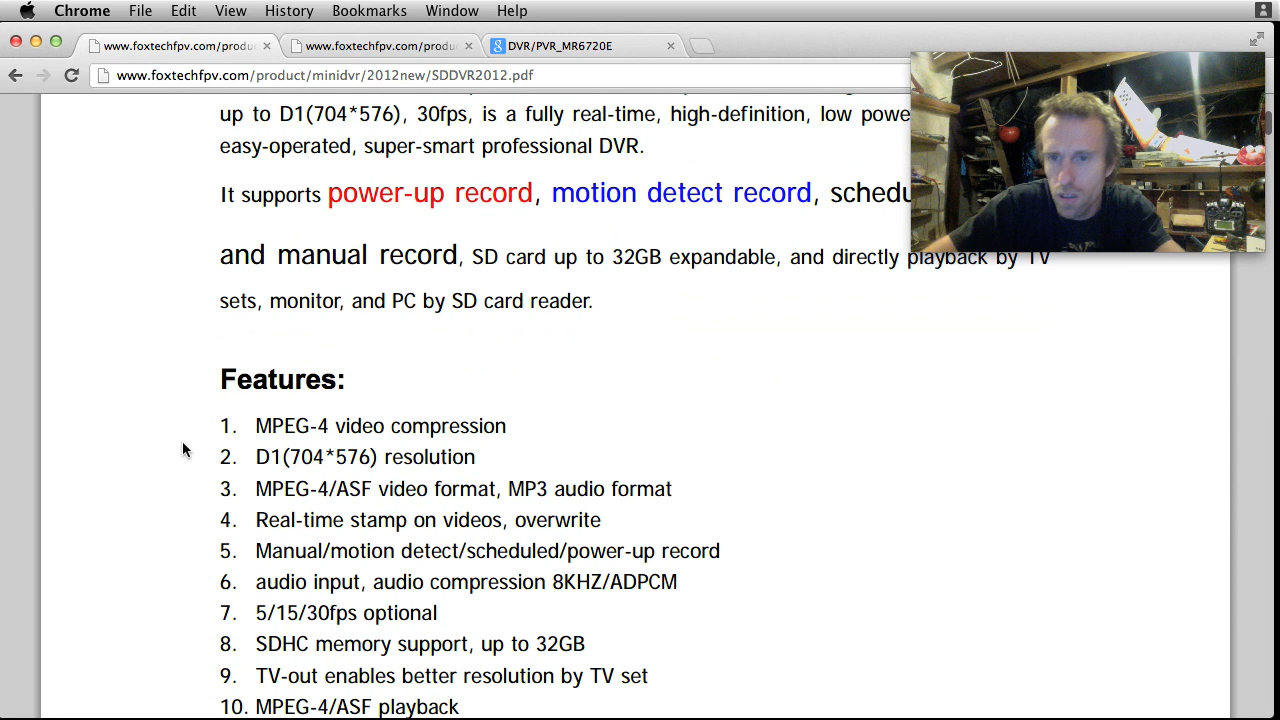 Chrome File Edit View History Bookmarks Window Help
www.foxtechfpv.com/produc www.foxtechfpv.com/produc DVR/PVR_MR6720E
www.foxtechfpv.com/product/minidvr/2012new/SDDVR2012.pdf
up to D1(704*576), 30fps, is a fully real-time, high-definition, low powe
easy-operated, super-smart professional DVR.
It supports power-up record, motion detect record, schedu
and manual record, SD card up to 32GB expandable, and directly playback by TV
sets, monitor, and PC by SD card reader.
Features:
1. MPEG-4 video compression
2. D1(704*576) resolution
3. MPEG-4/ASF video format, MP3 audio format
4. Real-time stamp on videos, overwrite
5. Manual/motion detect/scheduled/power-up record
6. audio input, audio compression 8KHZ/ADPCM
7. 5/15/30fps optional
8. SDHC memory support, up to 32GB
9. TV-out enables better resolution by TV set
10. MPEG-4/ASF playback